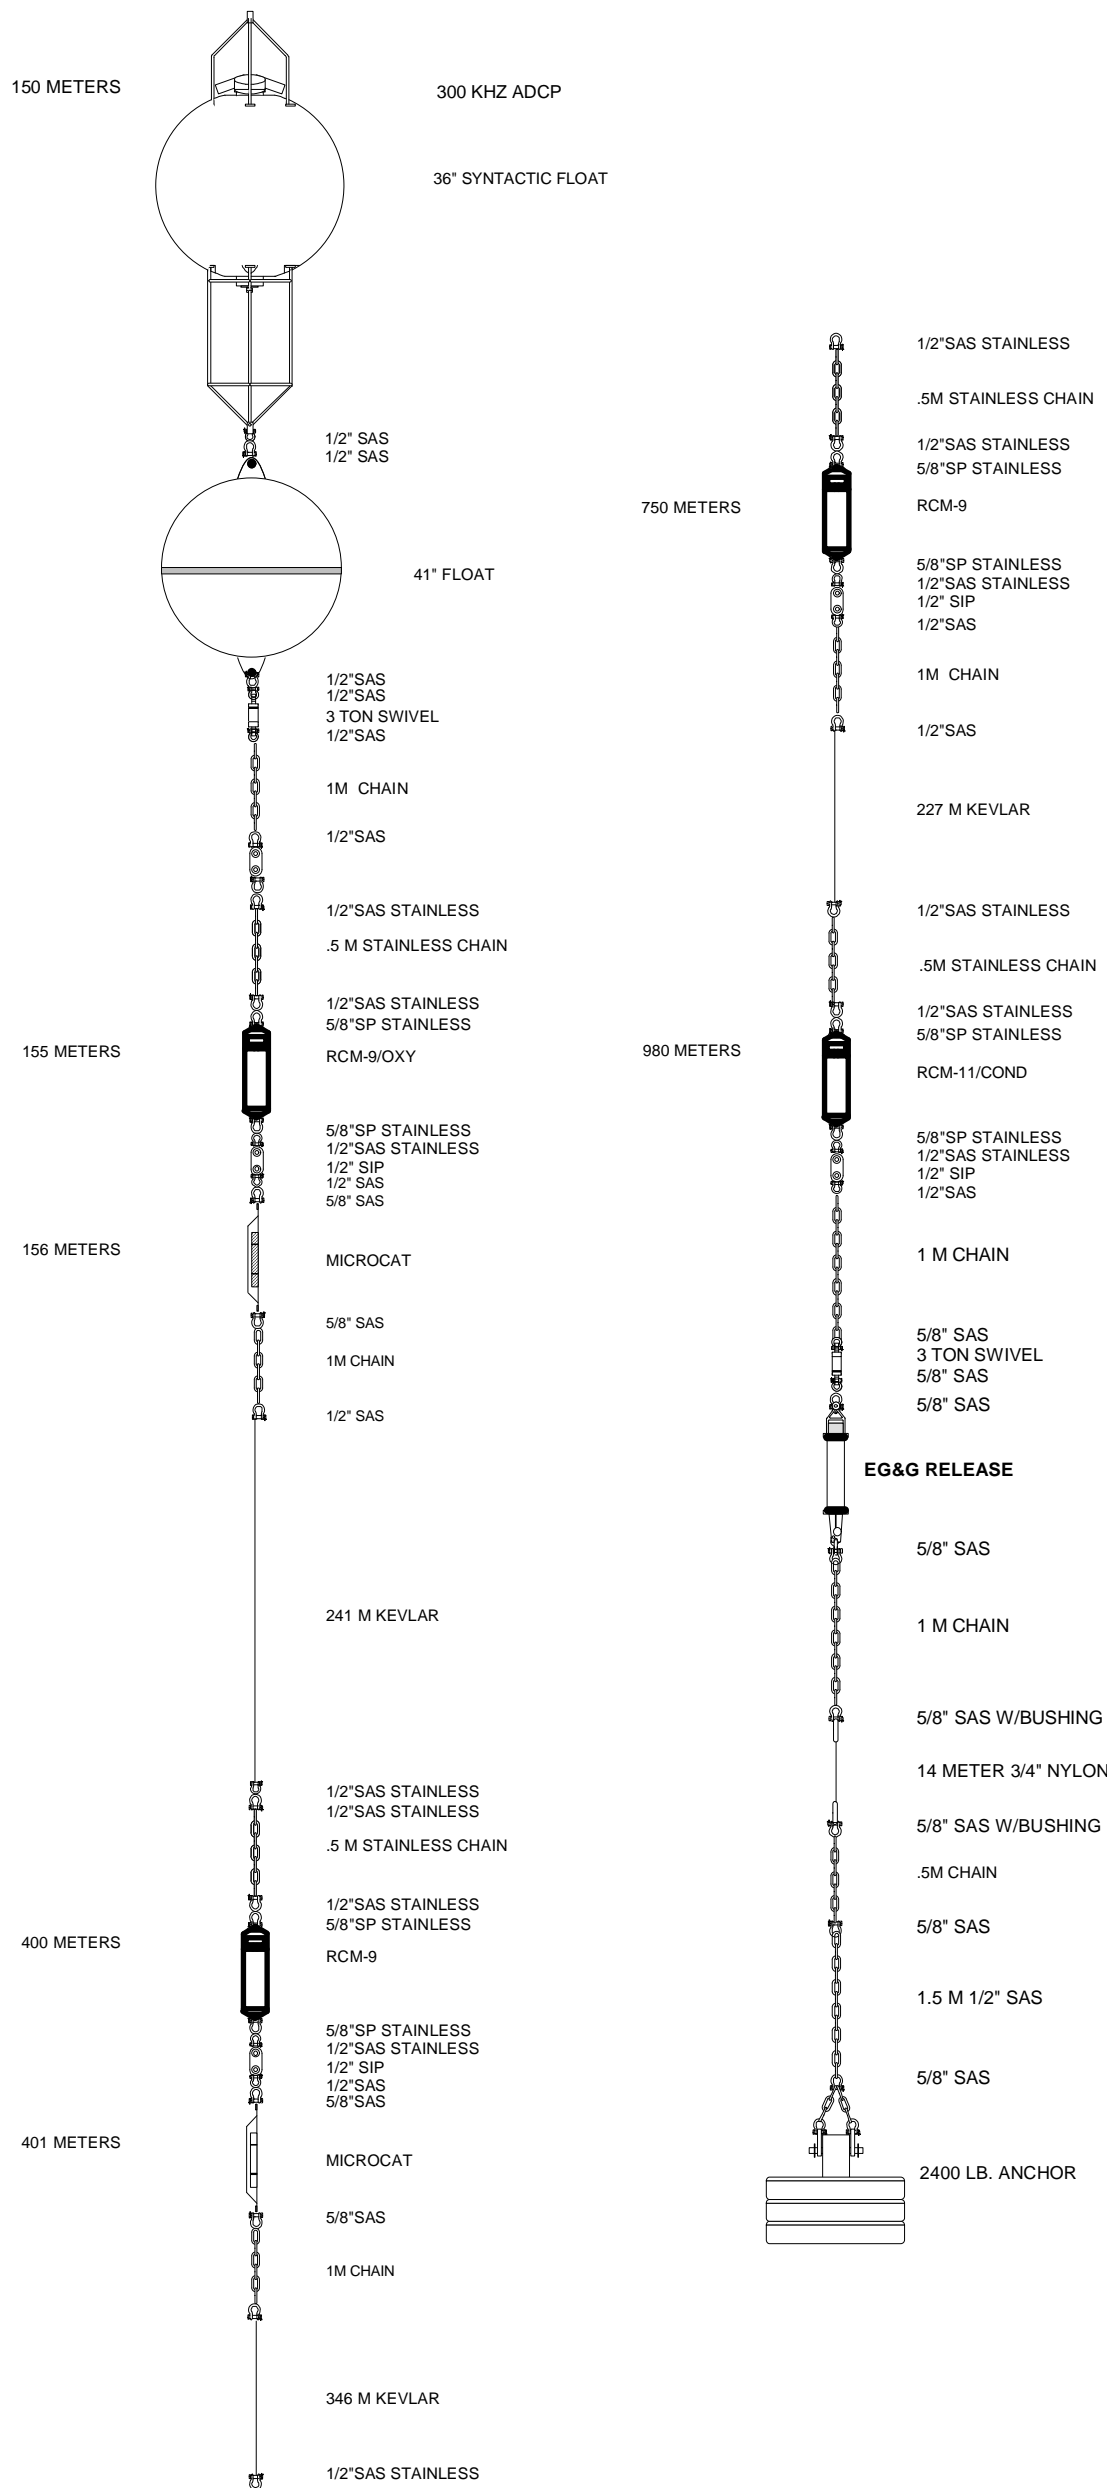 150 METERS
300 KHZ ADCP
36" SYNTACTIC FLOAT
1/2" SAS
1/2" SAS
41" FLOAT
1/2"SAS
1/2"SAS
3 TON SWIVEL
1/2"SAS
1M CHAIN
1/2"SAS
1/2"SAS STAINLESS
.5 M STAINLESS CHAIN
1/2"SAS STAINLESS
5/8"SP STAINLESS
155 METERS
RCM-9/OXY
5/8"SP STAINLESS
1/2"SAS STAINLESS
1/2" SIP
1/2" SAS
5/8" SAS
156 METERS
MICROCAT
5/8" SAS
1M CHAIN
1/2" SAS
241 M KEVLAR
1/2"SAS STAINLESS
1/2"SAS STAINLESS
.5 M STAINLESS CHAIN
1/2"SAS STAINLESS
5/8"SP STAINLESS
400 METERS
RCM-9
5/8"SP STAINLESS
1/2"SAS STAINLESS
1/2" SIP
1/2"SAS
5/8"SAS
401 METERS
MICROCAT
5/8"SAS
1M CHAIN
346 M KEVLAR
1/2"SAS STAINLESS
1/2"SAS STAINLESS
.5M STAINLESS CHAIN
1/2"SAS STAINLESS
5/8"SP STAINLESS
750 METERS
RCM-9
5/8"SP STAINLESS
1/2"SAS STAINLESS
1/2" SIP
1/2"SAS
1M CHAIN
1/2"SAS
227 M KEVLAR
1/2"SAS STAINLESS
.5M STAINLESS CHAIN
1/2"SAS STAINLESS
5/8"SP STAINLESS
980 METERS
RCM-11/COND
5/8"SP STAINLESS
1/2"SAS STAINLESS
1/2" SIP
1/2"SAS
1 M CHAIN
5/8" SAS
3 TON SWIVEL
5/8" SAS
5/8" SAS
EG&G RELEASE
5/8" SAS
1 M CHAIN
5/8" SAS W/BUSHING
14 METER 3/4" NYLON
5/8" SAS W/BUSHING
.5M CHAIN
5/8" SAS
1.5 M 1/2" SAS
5/8" SAS
2400 LB. ANCHOR